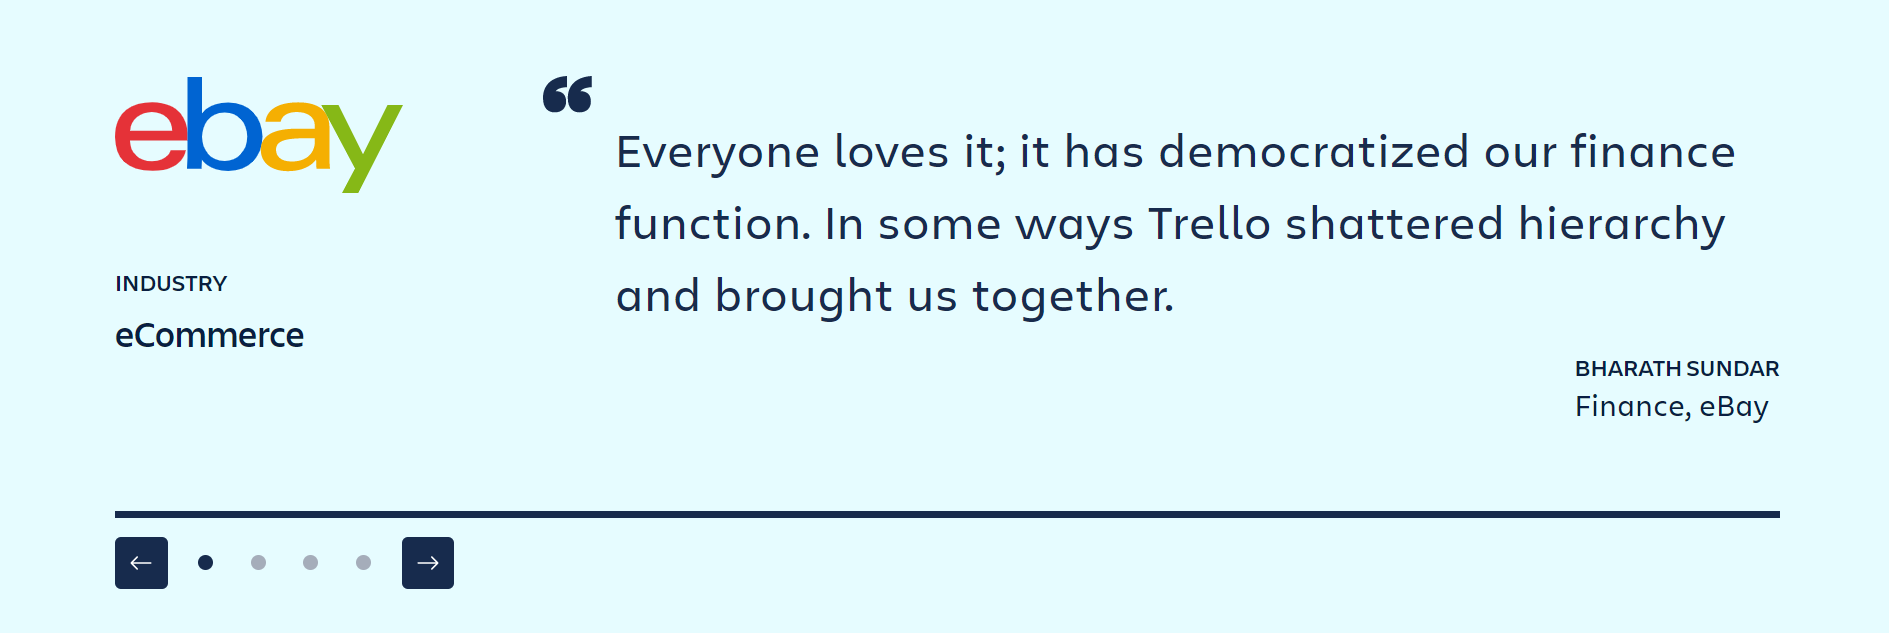 ebay
INDUSTRY
eCommerce
“
Everyone loves it; it has democratized our finance
function. In some ways Trello shattered hierarchy
and brought us together.
BHARATH SUNDAR
Finance, eBay